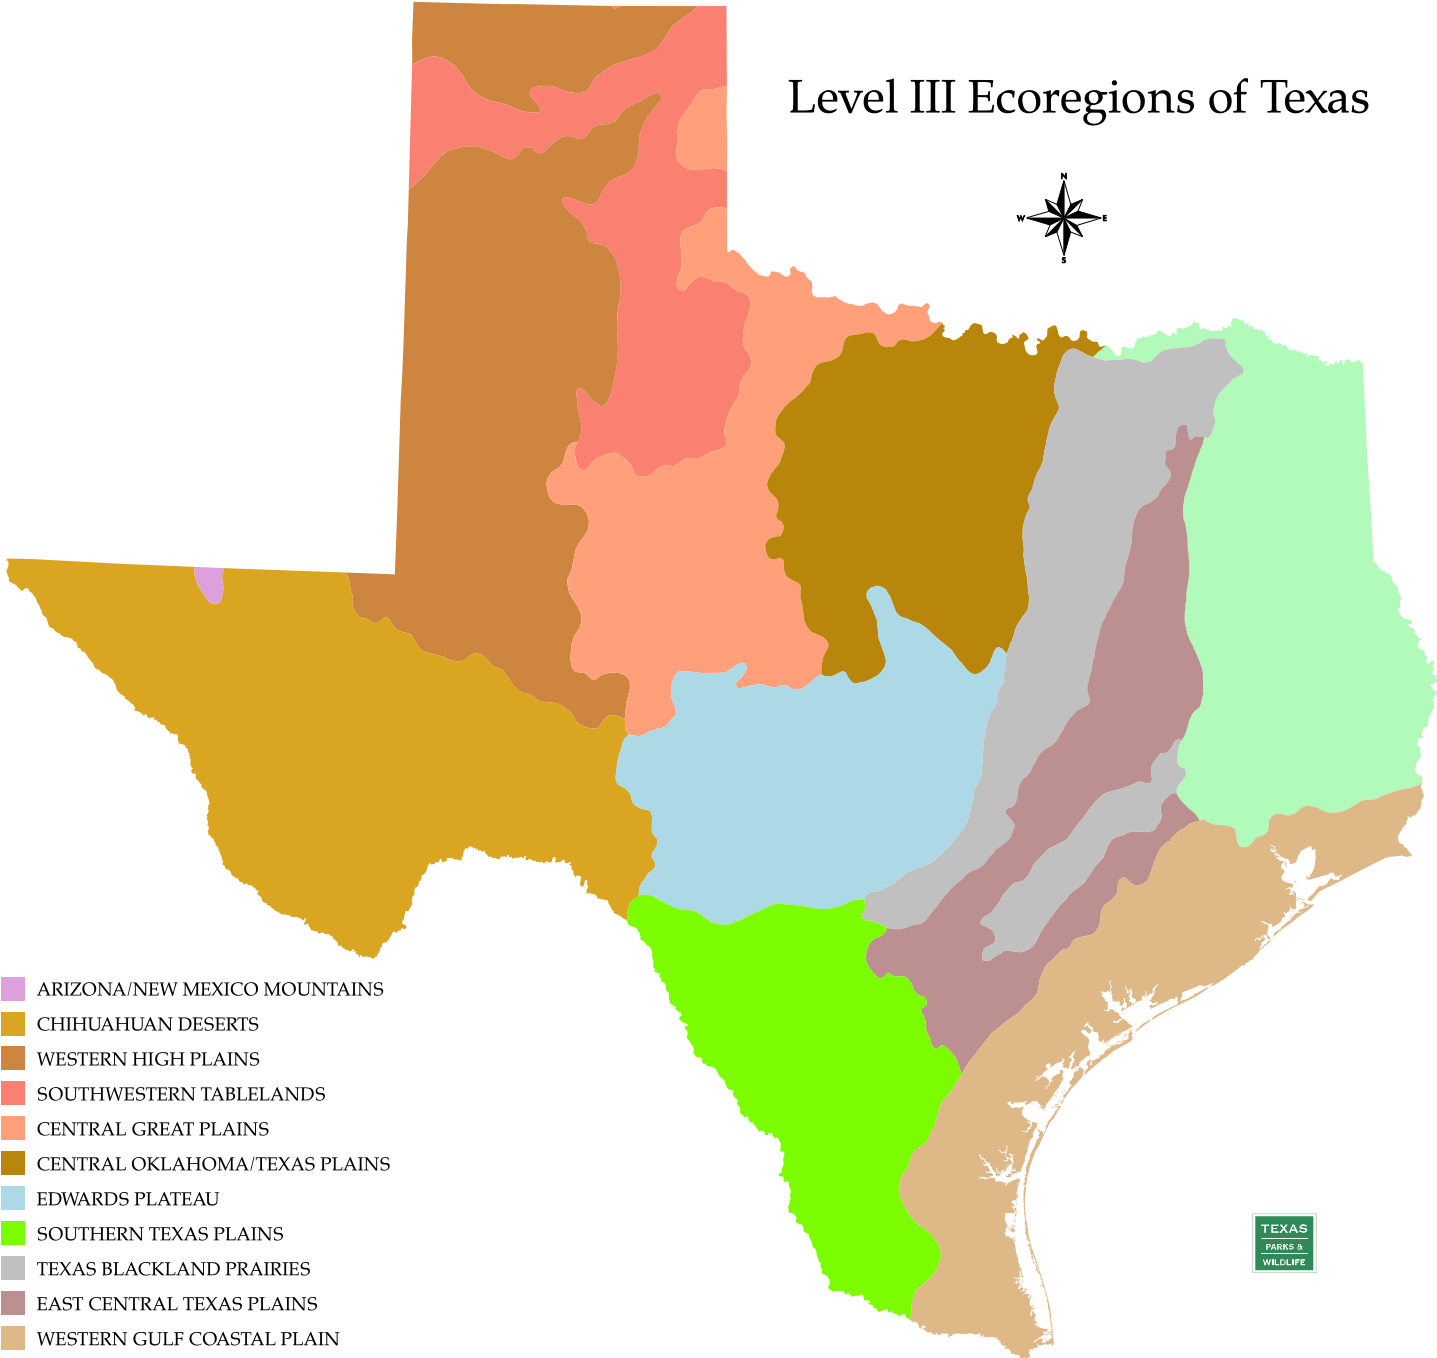 Level III Ecoregions of Texas
N
W E
S
ARIZONA/NEW MEXICO MOUNTAINS
CHIHUAHUAN DESERTS
WESTERN HIGH PLAINS
SOUTHWESTERN TABLELANDS
CENTRAL GREAT PLAINS
CENTRAL OKLAHOMA/TEXAS PLAINS
EDWARDS PLATEAU
SOUTHERN TEXAS PLAINS
TEXAS BLACKLAND PRAIRIES
EAST CENTRAL TEXAS PLAINS
WESTERN GULF COASTAL PLAIN
TEXAS
PARKS &
WILDLIFE